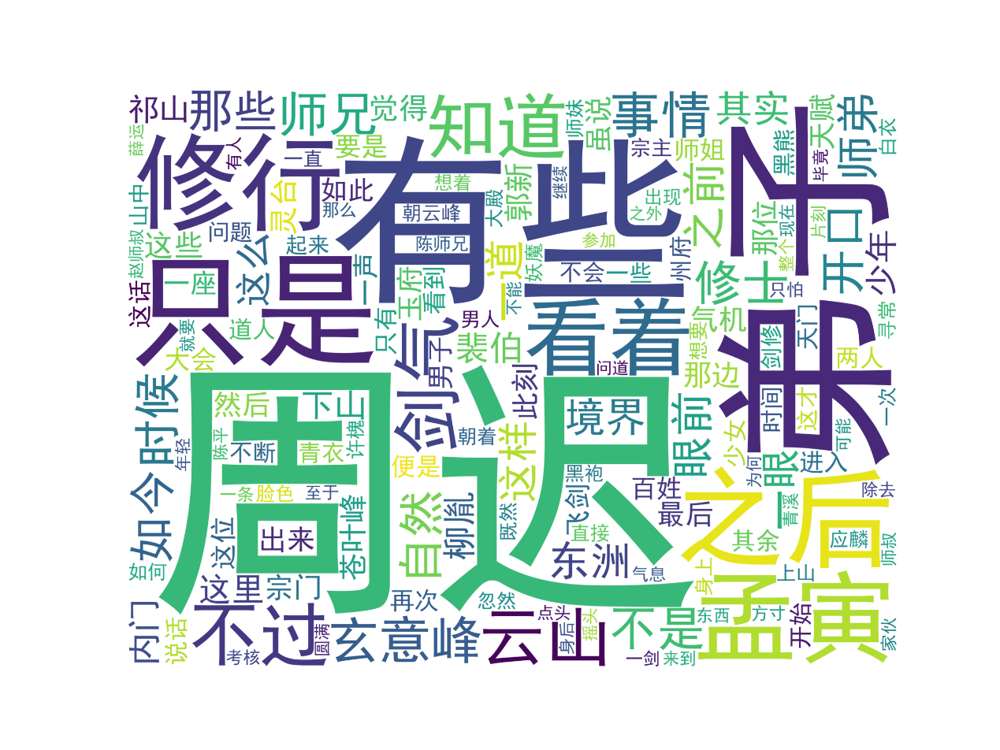 祁山
那些
师兄
觉得
知道
师妹
虽说
事情
其实
天赋
师弟
白衣
薛运
有人
修行
一直
要是
有些
想着
大殿
郭新
继续
宗主
师姐
之前
出现
之外
黑熊
弟子
毕竟
山中
灵台
如此
那么
朝云峰
陈师兄
那位
现在
整个
片刻
开口
少年
赵师叔
这些
问题
起来
一声
一道
妖魔
参加
不会
一些
州府
修士
只能
寻常
这话
一座
这么
只是
玉府
看到
不能
看着
气机
想要
剑修
天门
两人
就要
道人
大会
只有
男人
剑气
男子
裴伯
问道
那边
时候
然后
下山
此刻
境界
眼前
时间
这才
可能
一次
年轻
陈平
不断
青衣
许槐
朝着
这样
少女
为何
一眼
进入
周迟
便是
黑袍
飞剑
百姓
最后
之后
青溪
除去
如今
一条
脸色
至于
苍叶峰
自然
柳胤
既然
直接
东洲
其余
应麟
师叔
如何
这位
出来
气息
身上
上山
这里
宗门
再次
忽然
点头
摇头
不是
东西
方寸
开始
孟寅
家伙
内门
说话
不过
考核
圆满
玄意峰
云山
身后
一剑
来到